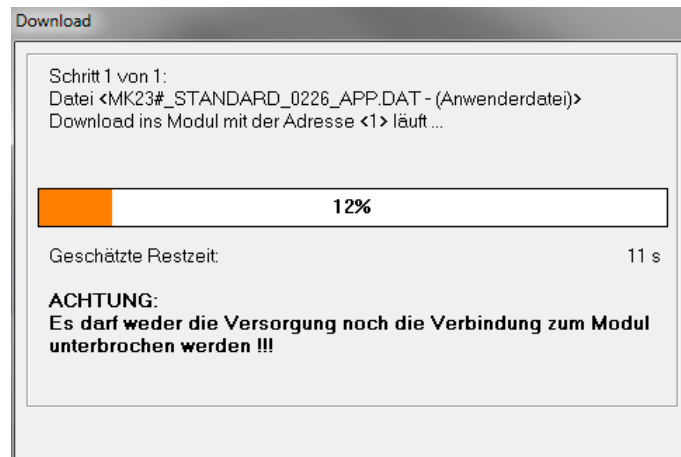 Download
Schritt 1 von 1:
Datei <MK23#_STANDARD_0226_APP.DAT - (Anwenderdatei)>
Download ins Modul mit der Adresse <1> läuft ...
12%
Geschätzte Restzeit: 11 s
ACHTUNG:
Es darf weder die Versorgung noch die Verbindung zum Modul
unterbrochen werden !!!